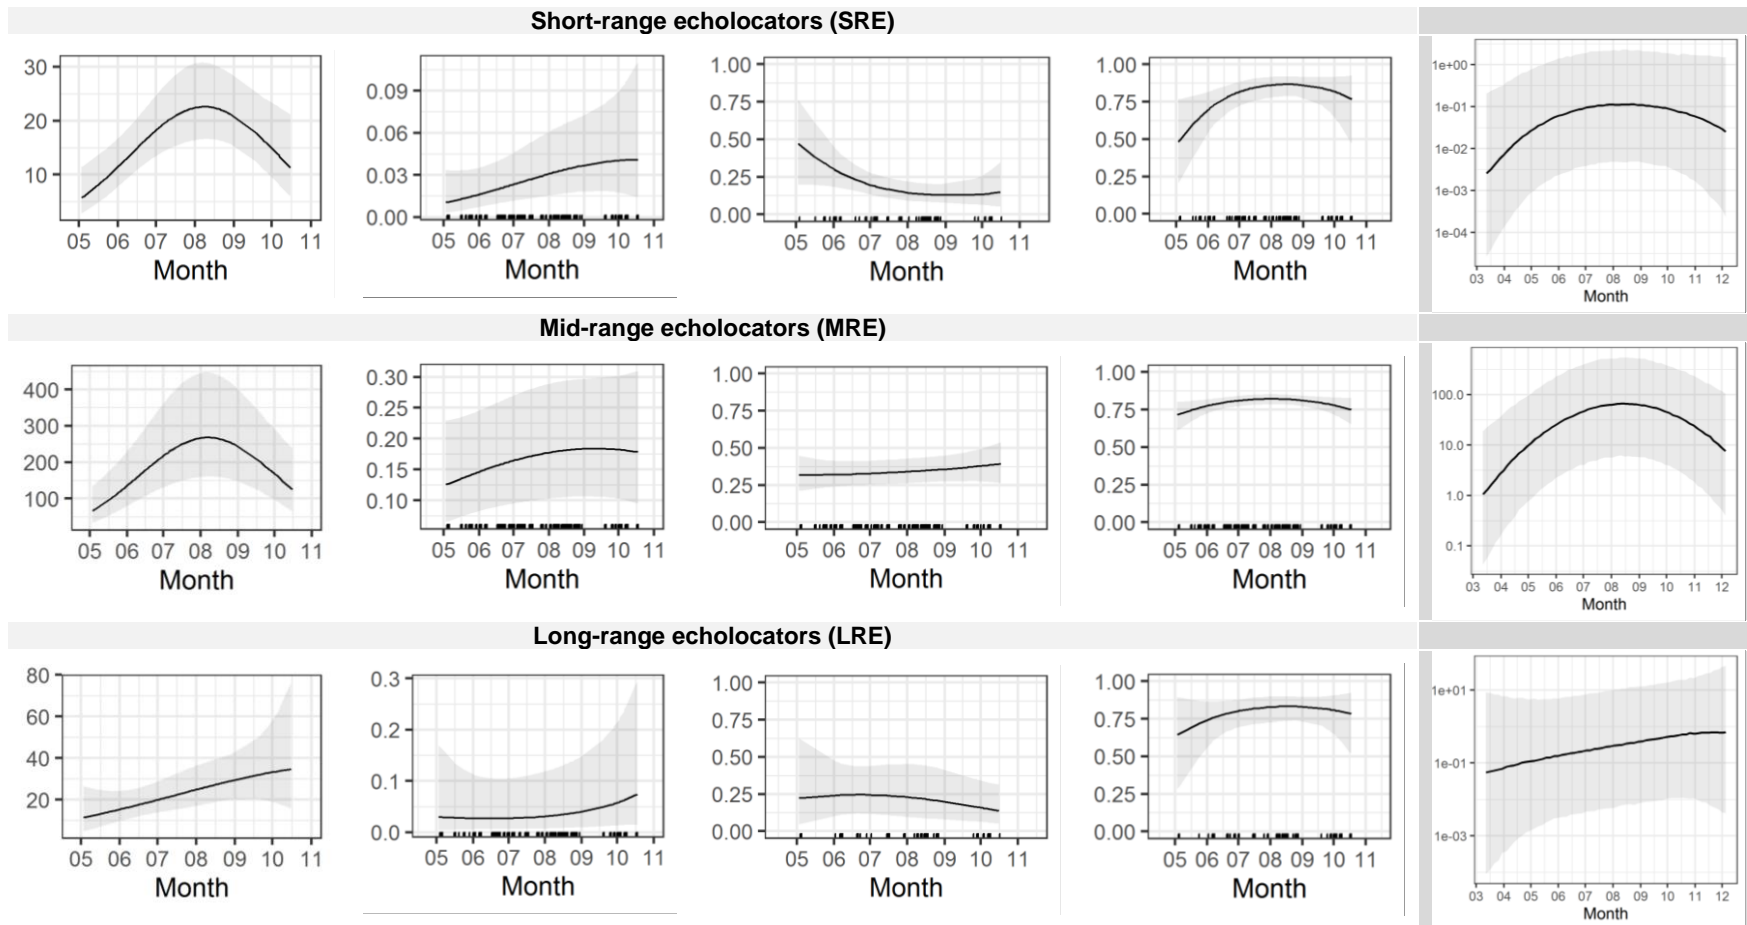 Short-range echolocators (SRE)
30
20
10
05 06 07 08 09 10 11
Month
0.09
0.06
0.03
0.00
05 06 07 08 09 10 11
Month
1.00
0.75
0.50
0.25
0.00
05 06 07 08 09 10 11
Month
1.00
0.75
0.50
0.25
0.00
05 06 07 08 09 10 11
Month
1e+00
1e-01
1e-02
1e-03
1e-04
03 04 05 06 07 08 09 10 11 12
Month
Mid-range echolocators (MRE)
400
300
200
100
05 06 07 08 09 10 11
Month
0.30
0.25
0.20
0.15
0.10
05 06 07 08 09 10 11
Month
1.00
0.75
0.50
0.25
0.00
05 06 07 08 09 10 11
Month
1.00
0.75
0.50
0.25
0.00
05 06 07 08 09 10 11
Month
100.0
10.0
1.0
0.1
03 04 05 06 07 08 09 10 11 12
Month
Long-range echolocators (LRE)
80
60
40
20
05 06 07 08 09 10 11
Month
0.3
0.2
0.1
0.0
05 06 07 08 09 10 11
Month
1.00
0.75
0.50
0.25
0.00
05 06 07 08 09 10 11
Month
1.00
0.75
0.50
0.25
0.00
05 06 07 08 09 10 11
Month
1e+01
1e-01
1e-03
03 04 05 06 07 08 09 10 11 12
Month